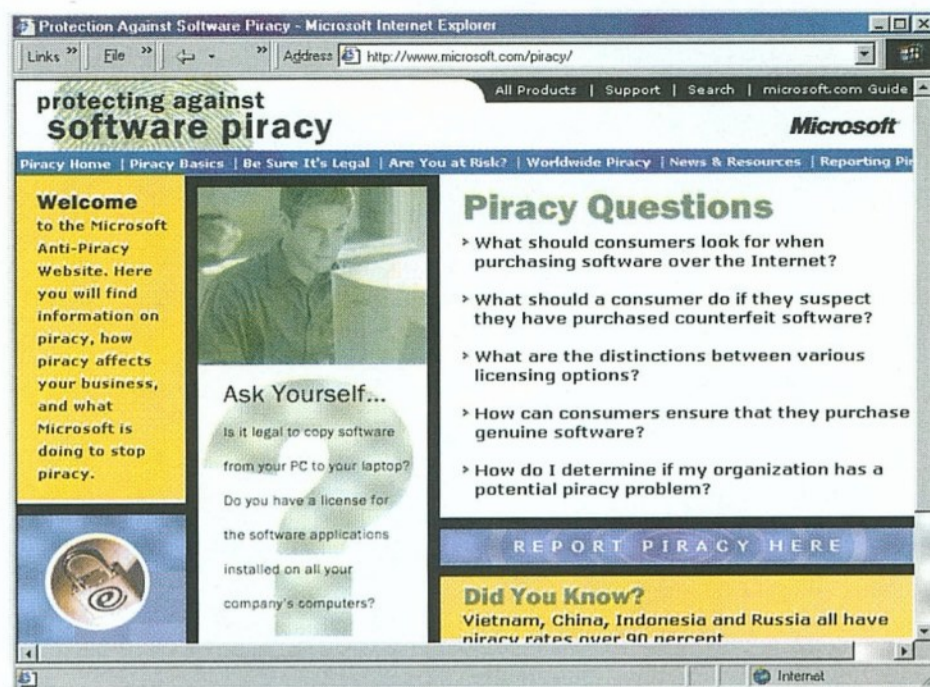 Protection Against Software Piracy - Microsoft Internet Explorer
Links » File » » Address http://www.microsoft.com/piracy/
All Products | Support | Search | microsoft.com Guide
protecting against
software piracy
Microsoft
Piracy Home | Piracy Basics | Be Sure It's Legal | Are You at Risk? | Worldwide Piracy | News & Resources | Reporting Pir
Welcome
to the Microsoft
Anti-Piracy
Website. Here
you will find
information on
piracy, how
piracy affects
your business,
and what
Microsoft is
doing to stop
piracy.
Ask Yourself...
Is it legal to copy software
from your PC to your laptop?
Do you have a license for
the software applications
installed on all your
company's computers?
Piracy Questions
> What should consumers look for when
purchasing software over the Internet?
> What should a consumer do if they suspect
they have purchased counterfeit software?
> What are the distinctions between various
licensing options?
> How can consumers ensure that they purchase
genuine software?
> How do I determine if my organization has a
potential piracy problem?
REPORT PIRACY HERE
Did You Know?
Vietnam, China, Indonesia and Russia all have
piracy rates over 90 percent
Internet